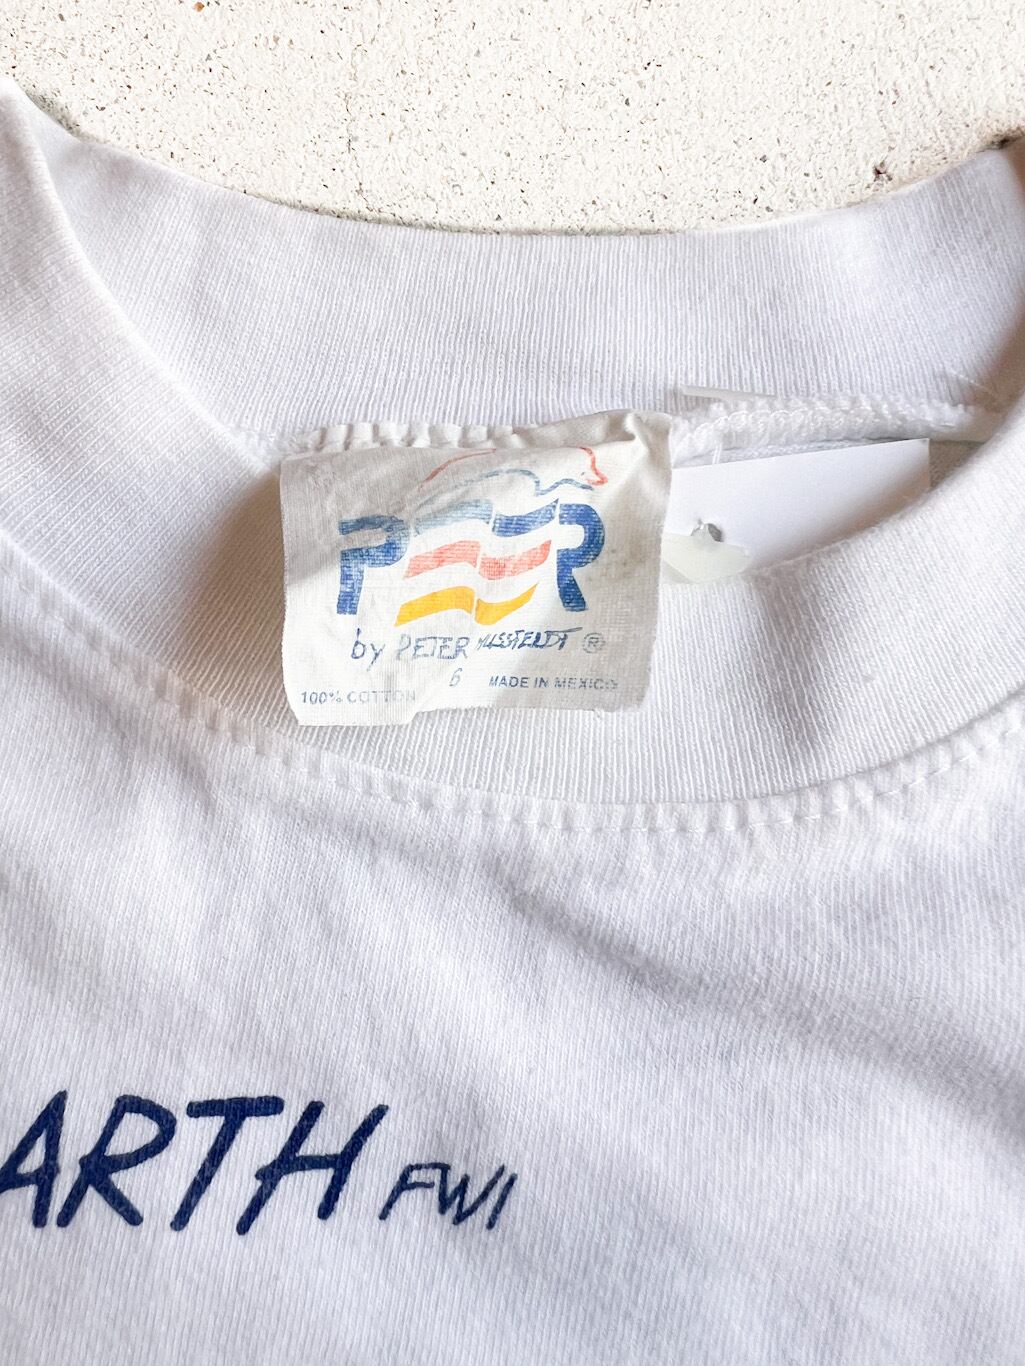 PEER
by PETER
6
100% COTTON MADE IN MEXICO
ARTH FWI